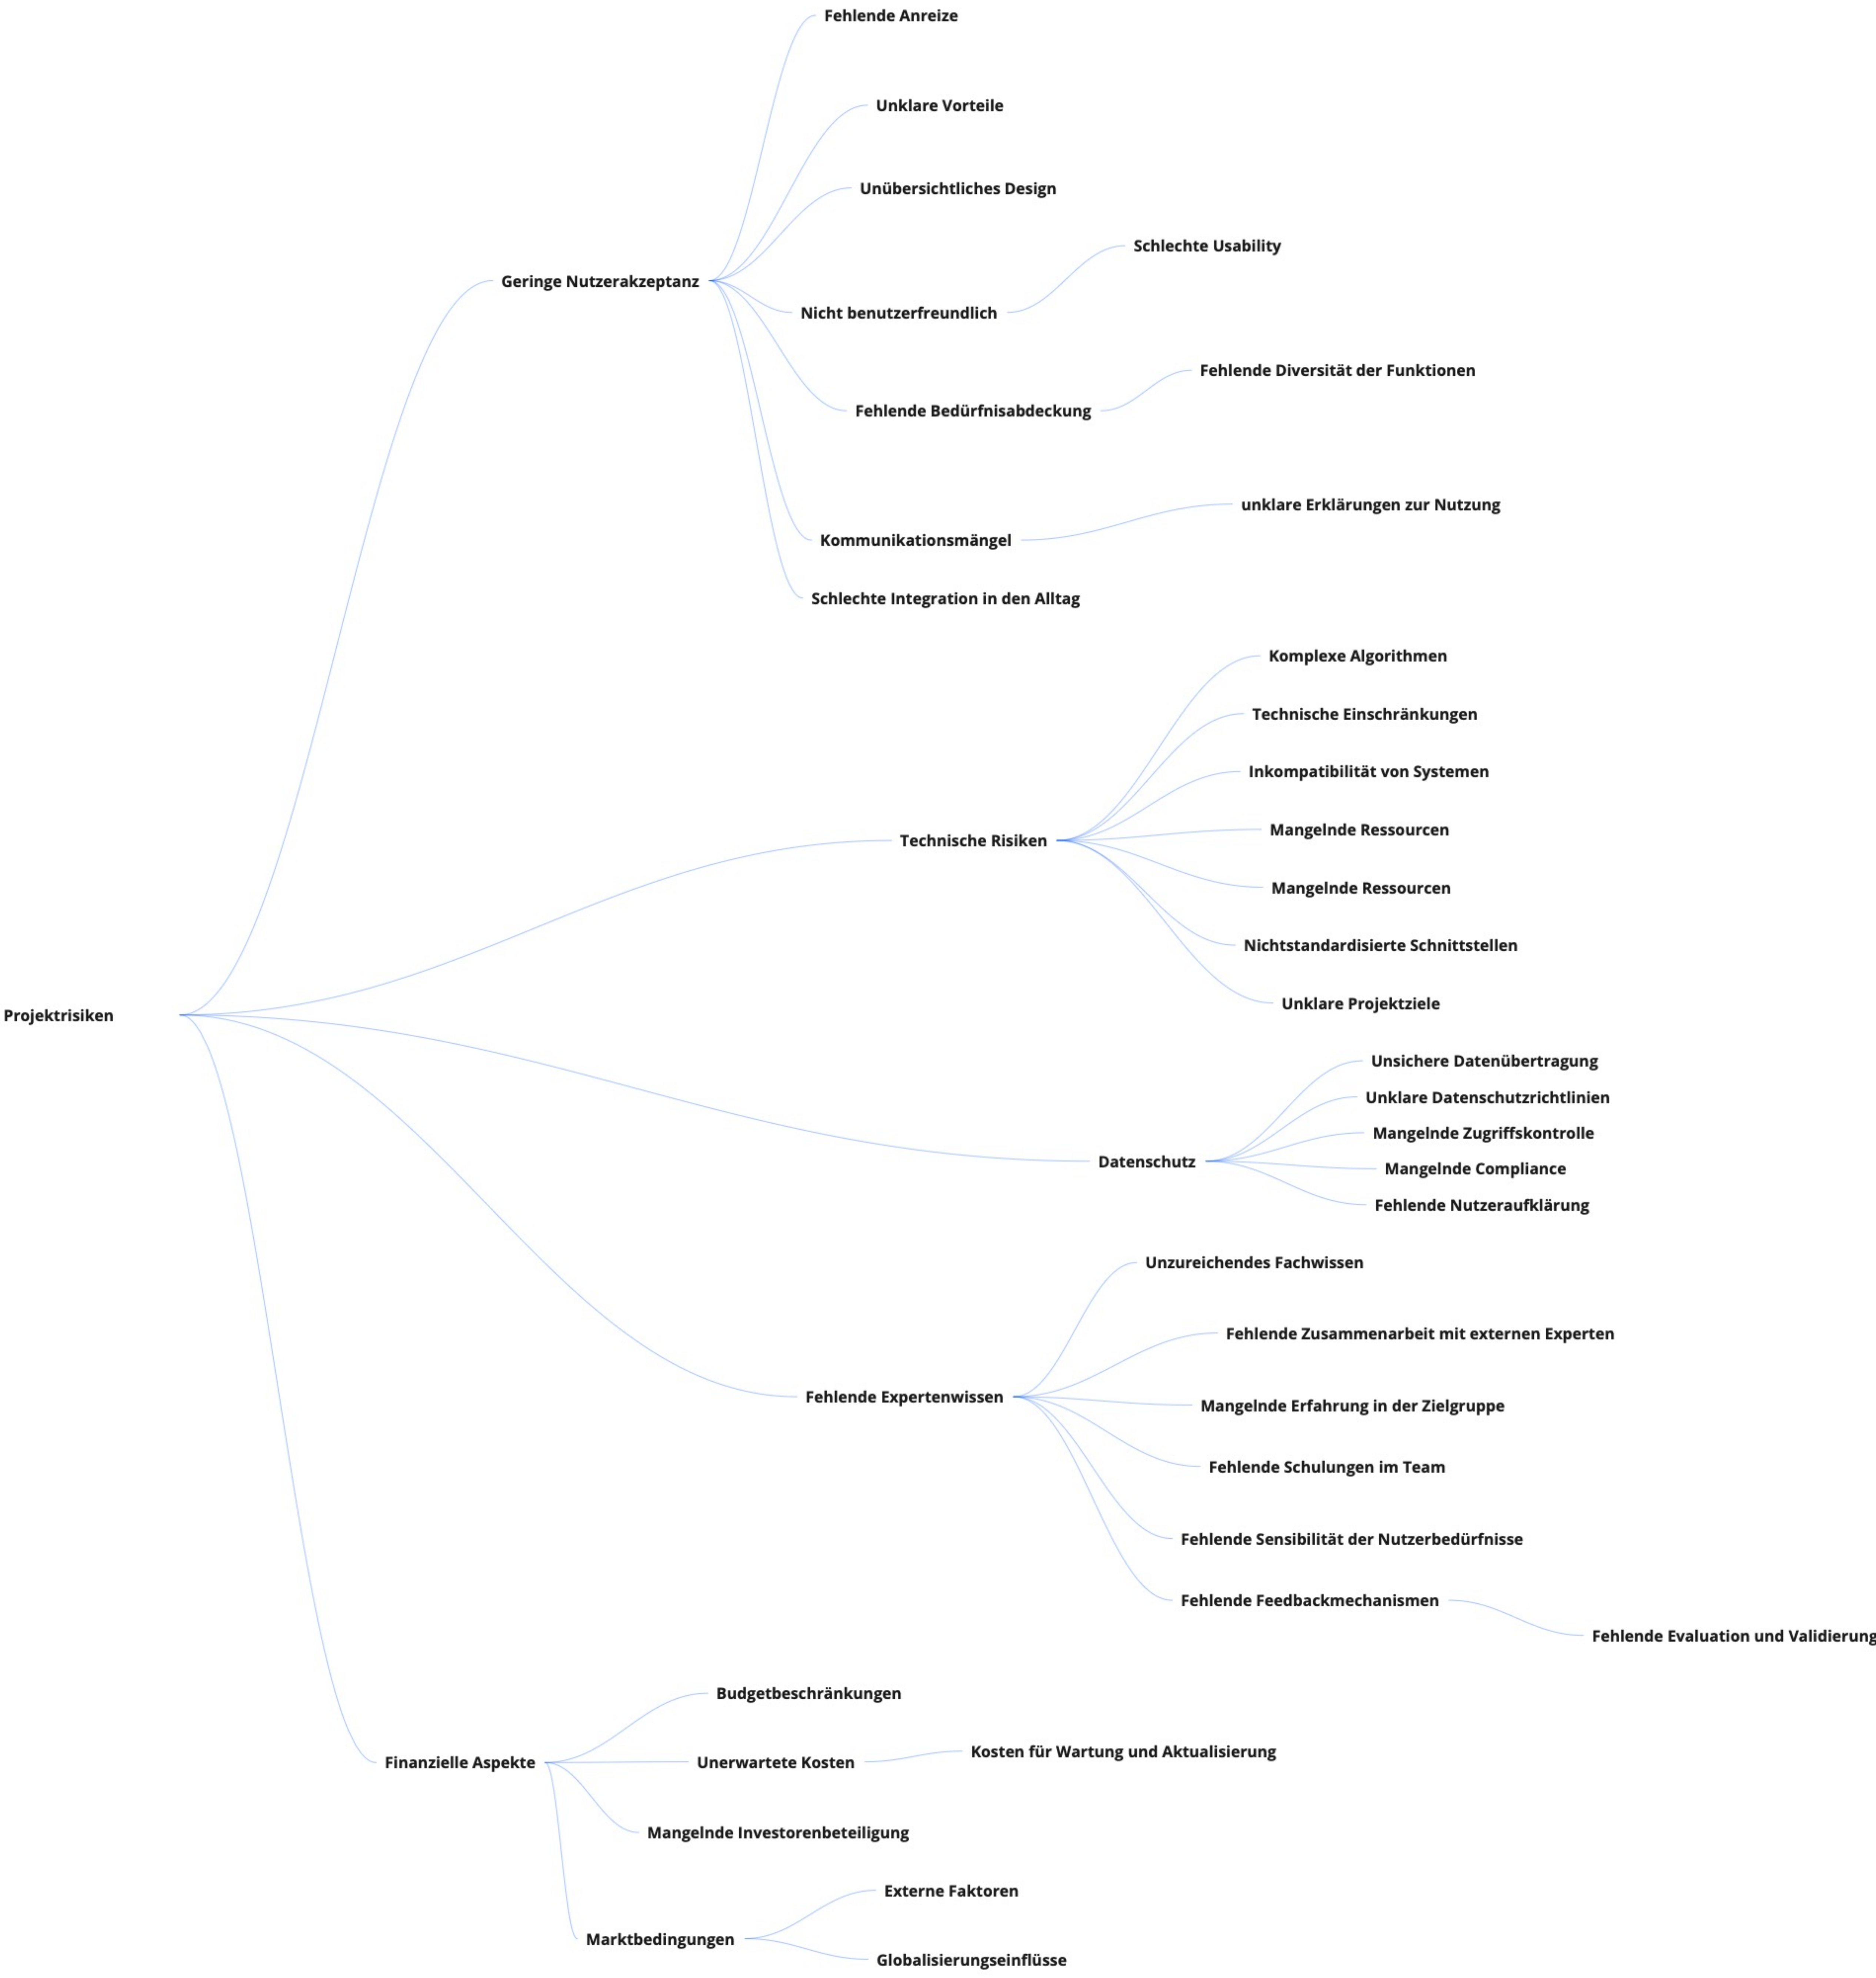 Fehlende Anreize
Unklare Vorteile
Unübersichtliches Design
Schlechte Usability
Geringe Nutzerakzeptanz
Nicht benutzerfreundlich
Fehlende Diversität der Funktionen
Fehlende Bedürfnisabdeckung
unklare Erklärungen zur Nutzung
Kommunikationsmängel
Schlechte Integration in den Alltag
Komplexe Algorithmen
Technische Einschränkungen
Inkompatibilität von Systemen
Mangelnde Ressourcen
Technische Risiken
Mangelnde Ressourcen
Nichtstandardisierte Schnittstellen
Unklare Projektziele
Projektrisiken
Unsichere Datenübertragung
Unklare Datenschutzrichtlinien
Mangelnde Zugriffskontrolle
Datenschutz
Mangelnde Compliance
Fehlende Nutzeraufklärung
Unzureichendes Fachwissen
Fehlende Zusammenarbeit mit externen Experten
Fehlende Expertenwissen
Mangelnde Erfahrung in der Zielgruppe
Fehlende Schulungen im Team
Fehlende Sensibilität der Nutzerbedürfnisse
Fehlende Feedbackmechanismen
Fehlende Evaluation und Validierung
Budgetbeschränkungen
Finanzielle Aspekte
Unerwartete Kosten
Kosten für Wartung und Aktualisierung
Mangelnde Investorenbeteiligung
Externe Faktoren
Marktbedingungen
Globalisierungseinflüsse